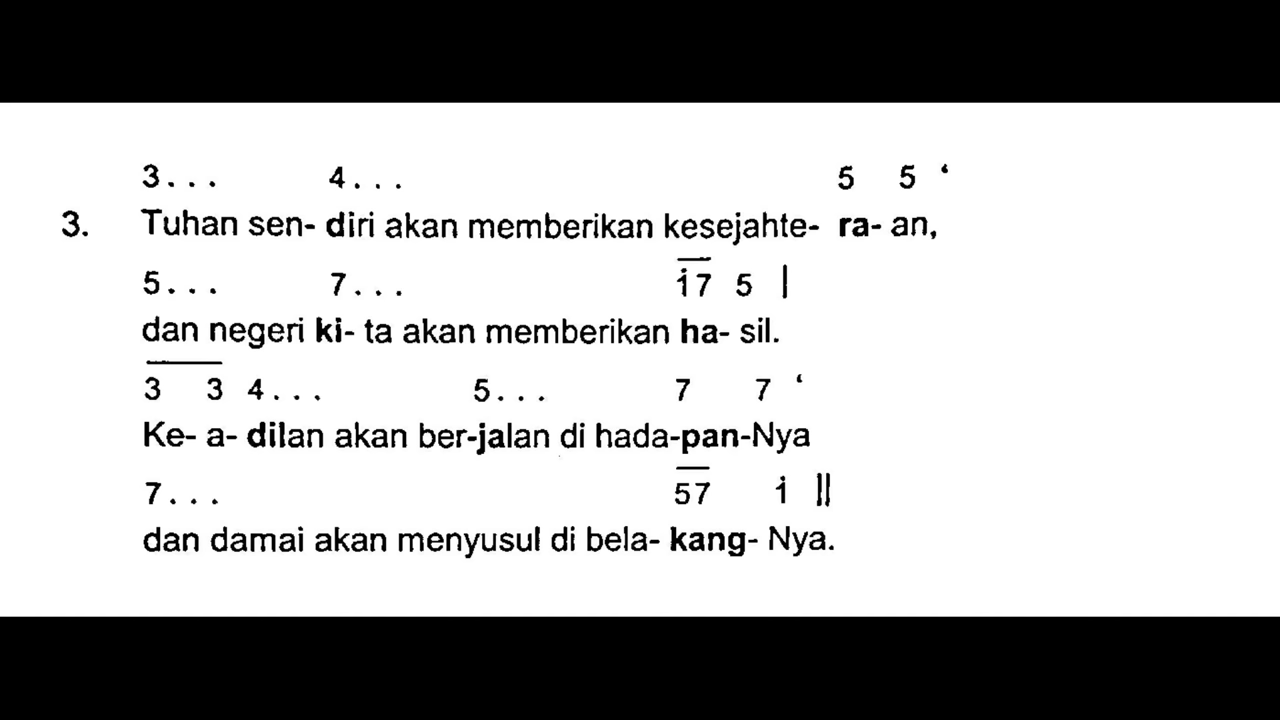 3... 4... 5 5 ‘
3. Tuhan sen- diri akan memberikan kesejahte- ra- an,
5... 7... i7 5 |
dan negeri ki- ta akan memberikan ha- sil.
3 3 4... 5... 7 7 ‘
Ke- a- dilan akan ber-jalan di hada-pan-Nya
7... 57 i ||
dan damai akan menyusul di bela- kang- Nya.